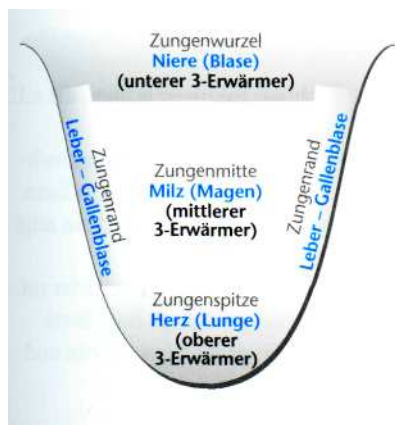 Zungenwurzel
Niere (Blase)
(unterer 3-Erwärmer)
Leber – Gallenblase
Zungenrand
Zungenmitte
Milz (Magen)
(mittlerer
3-Erwärmer)
Zungenrand
Leber – Gallenblase
Zungenspitze
Herz (Lunge)
(oberer
3-Erwärmer)